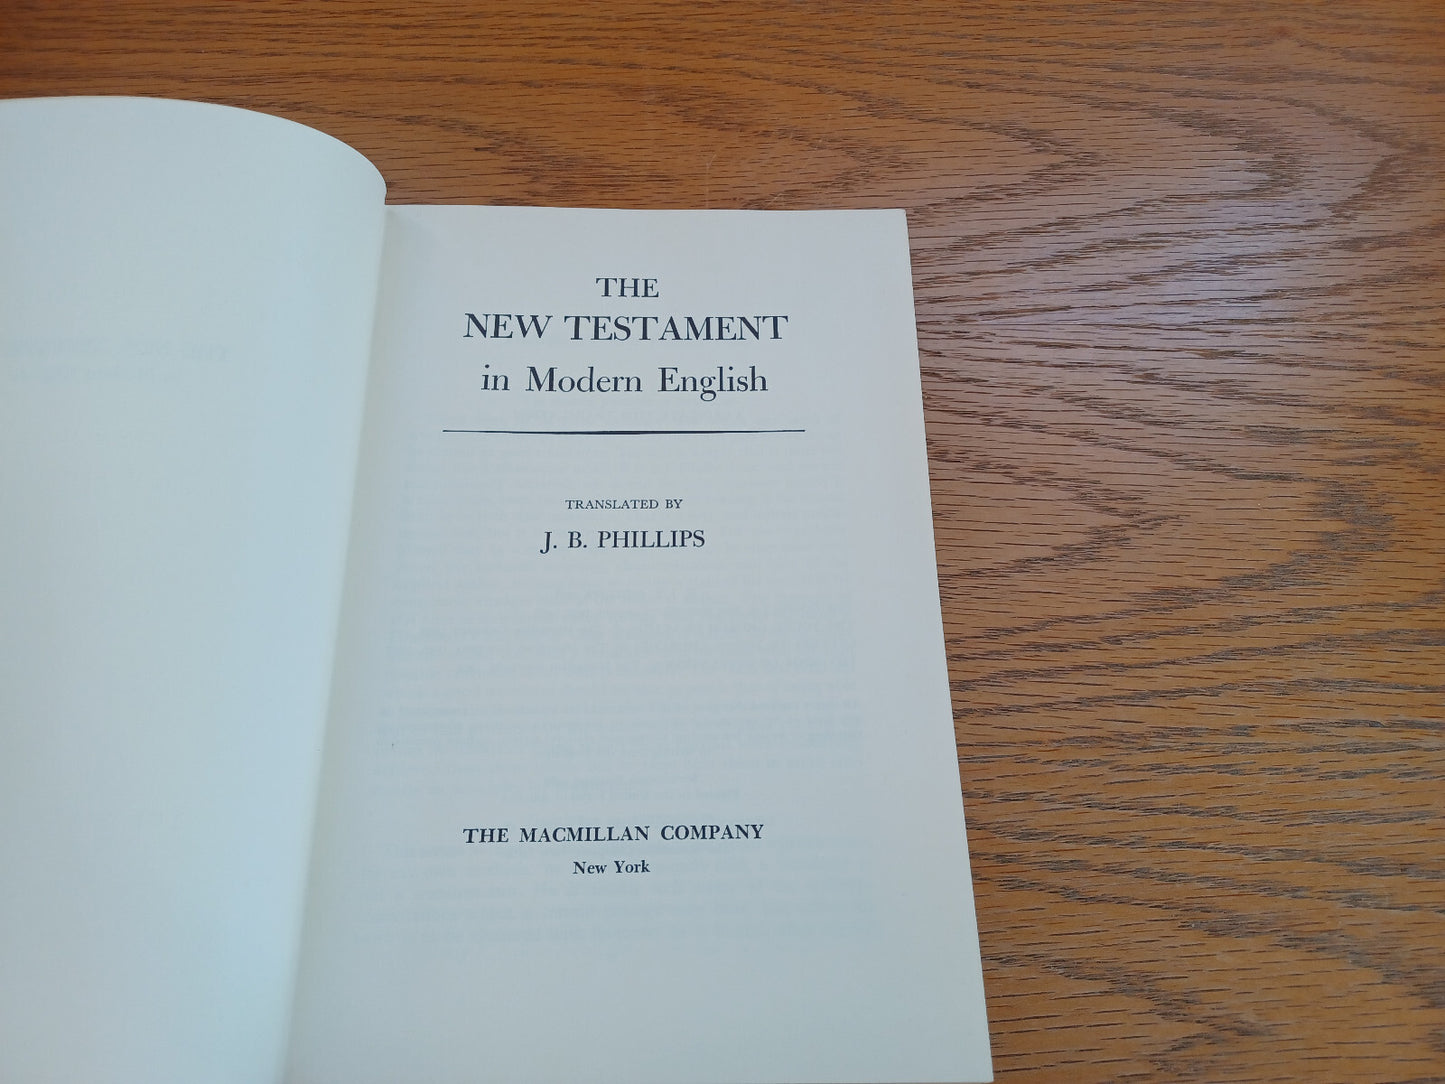 THE
NEW TESTAMENT
in Modern English
TRANSLATED BY
J. B. PHILLIPS
THE MACMILLAN COMPANY
New York